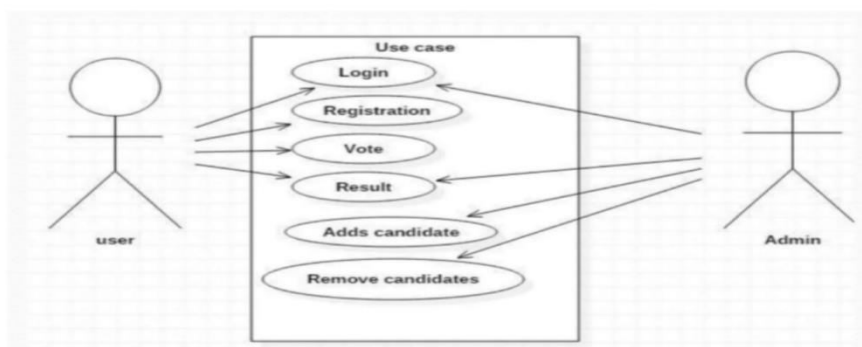 Use case
Login
Registration
Vote
Result
Adds candidate
Remove candidates
user
Admin